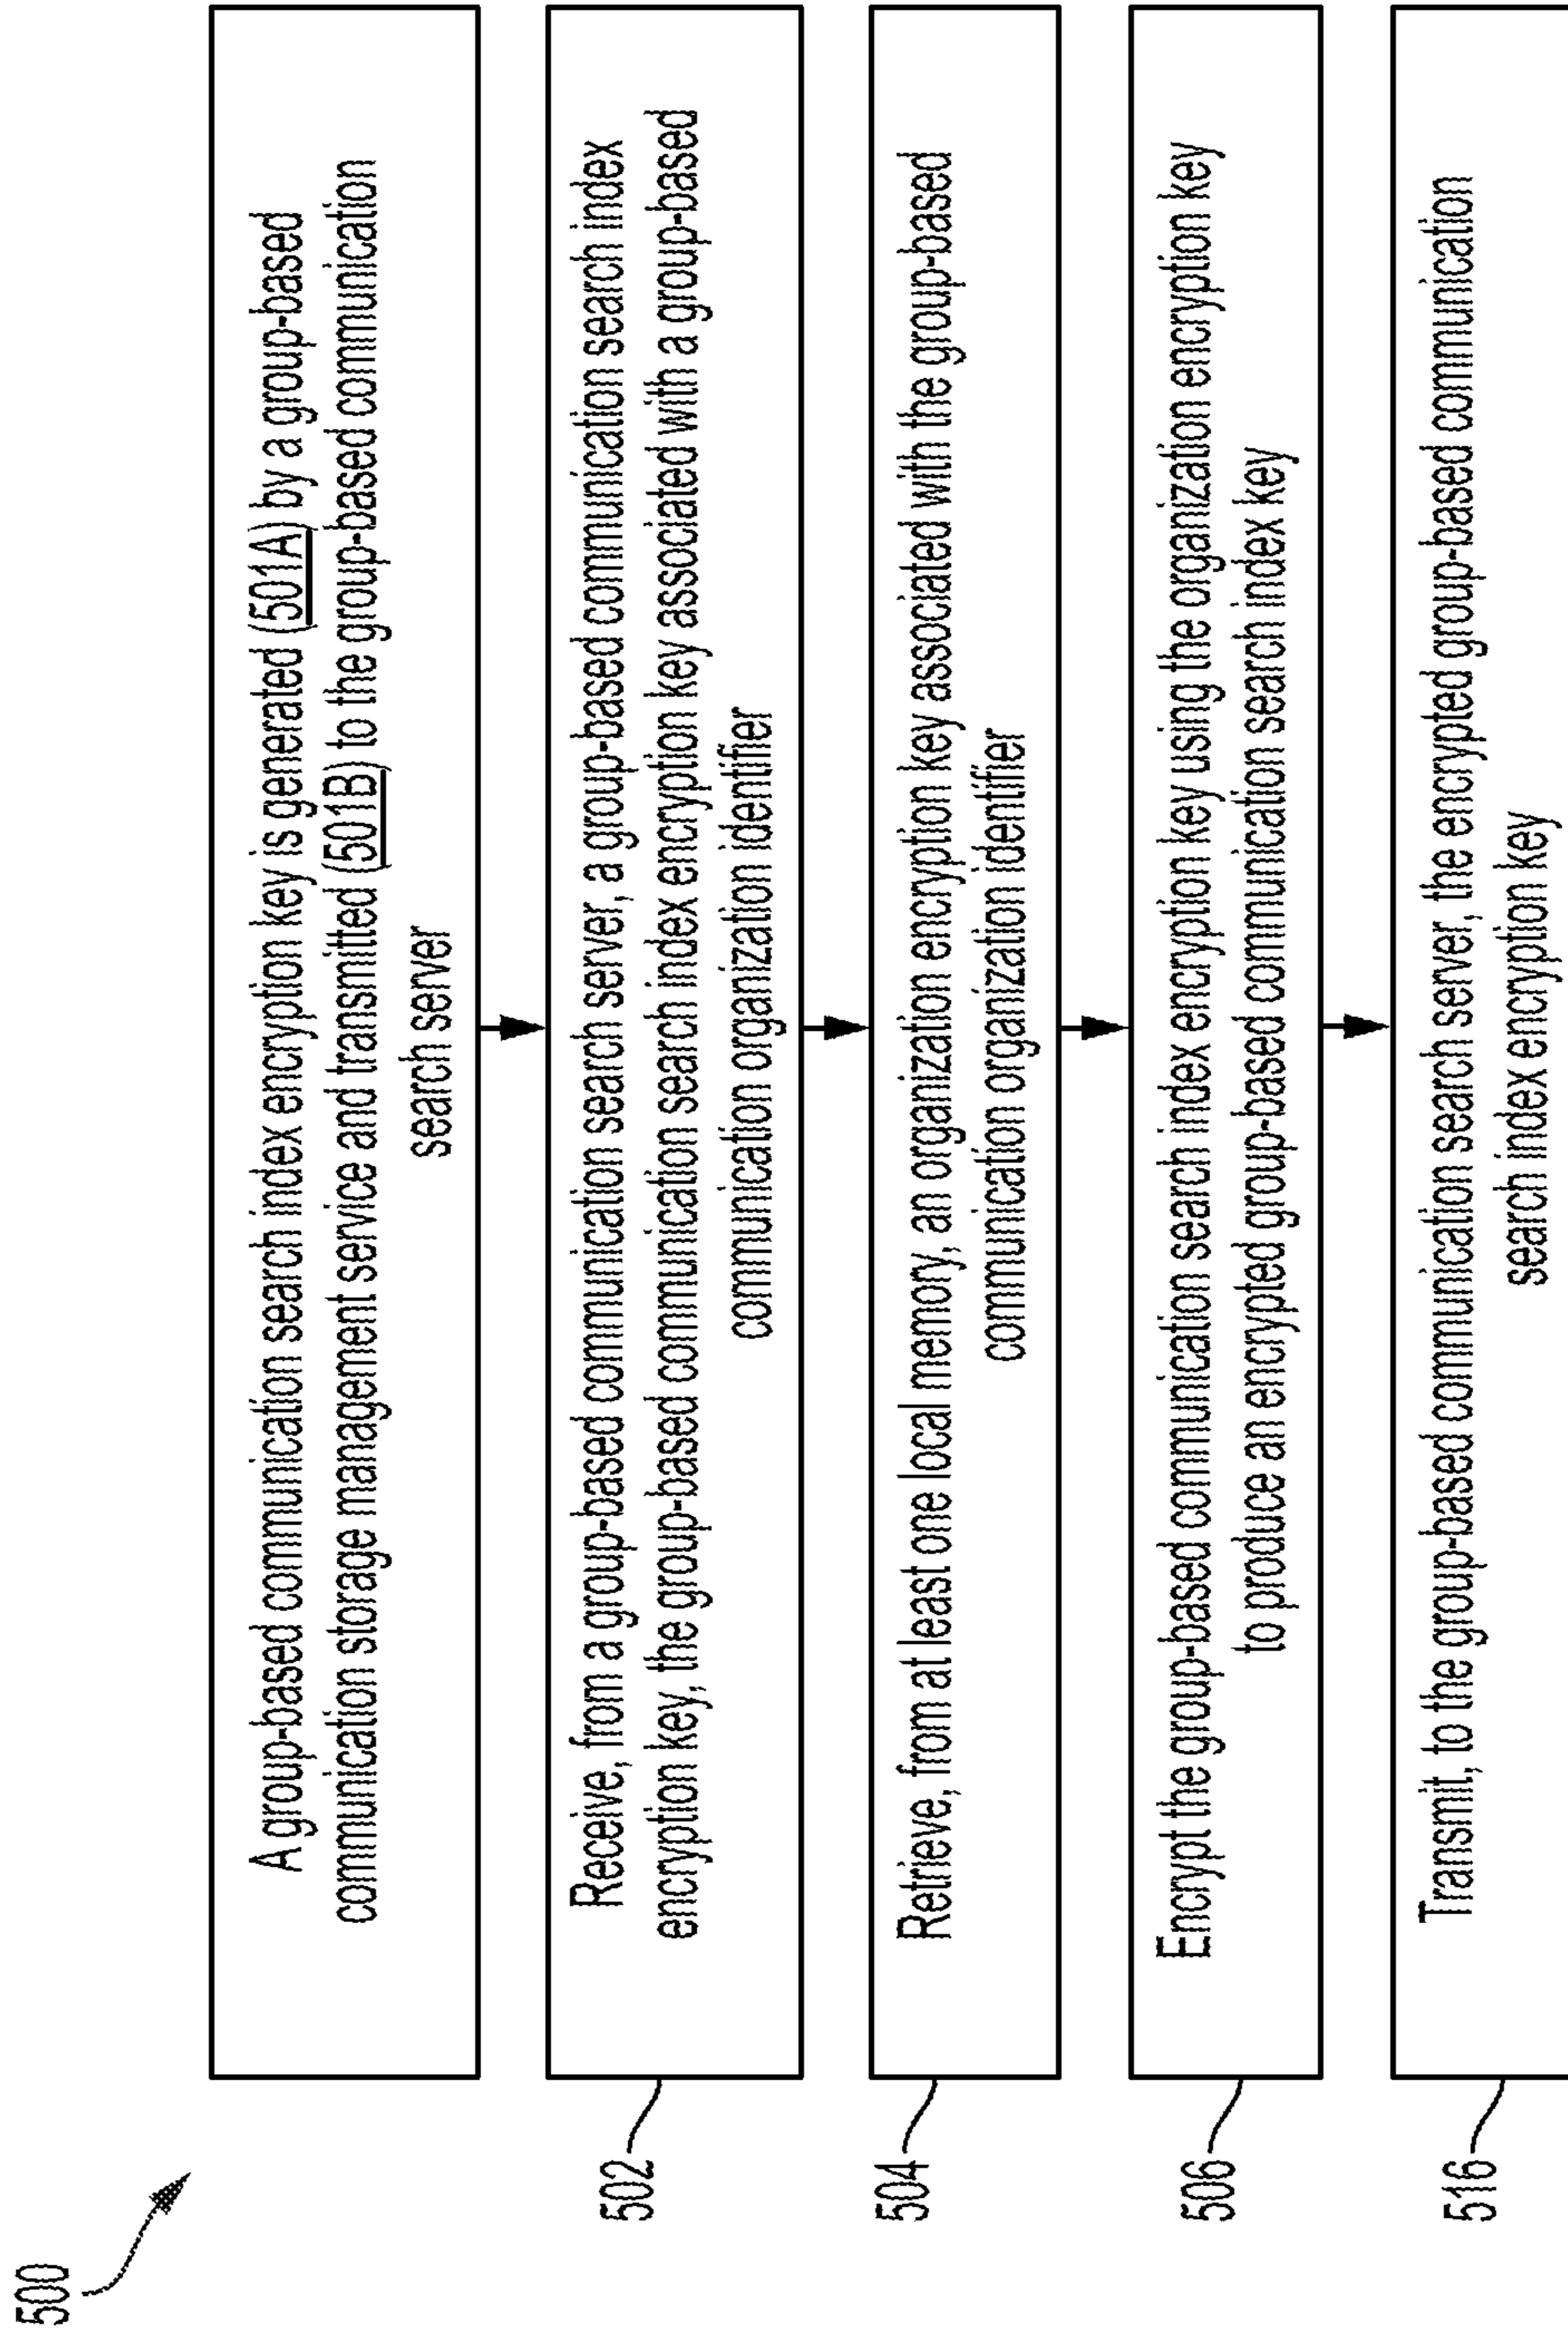 500
A group-based communication search index encryption key is generated (501A) by a group-based
communication storage management service and transmitted (501B) to the group-based communication
search server
502
Receive, from a group-based communication search server, a group-based communication search index
encryption key, the group-based communication search index encryption key associated with a group-based
communication organization identifier
504
Retrieve, from at least one local memory, an organization encryption key associated with the group-based
communication organization identifier
506
Encrypt the group-based communication search index encryption key using the organization encryption key
to produce an encrypted group-based communication search index key
516
Transmit, to the group-based communication search server, the encrypted group-based communication
search index encryption key